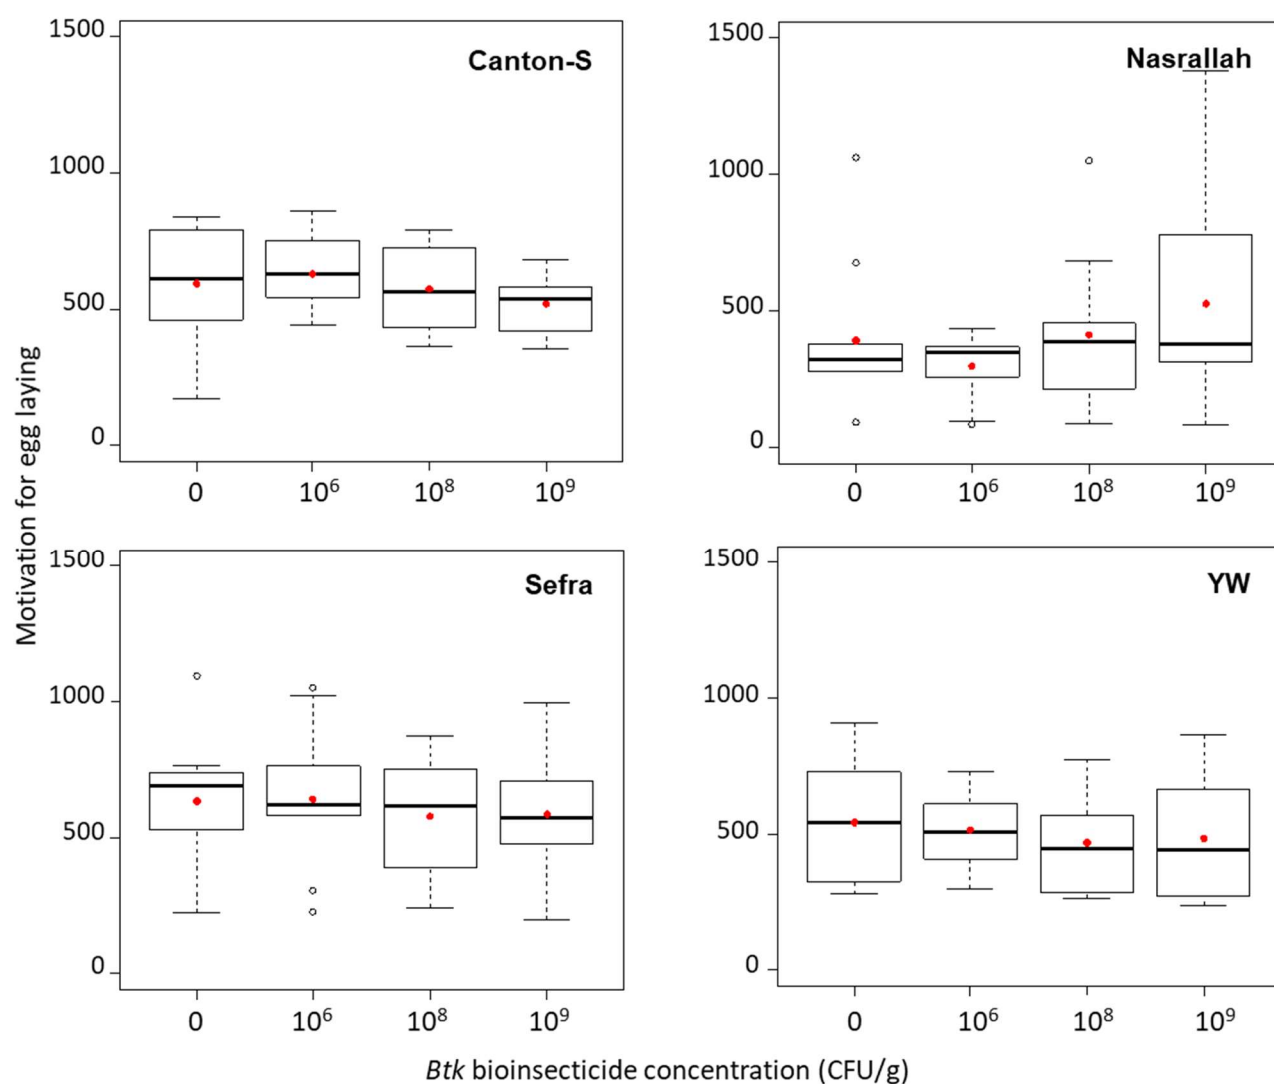 Motivation for egg laying
1500
1000
500
0
Canton-S
0 10⁶ 10⁸ 10⁹
1500
1000
500
0
Nasrallah
0 10⁶ 10⁸ 10⁹
1500
1000
500
0
Sefra
0 10⁶ 10⁸ 10⁹
1500
1000
500
0
YW
0 10⁶ 10⁸ 10⁹
Btk bioinsecticide concentration (CFU/g)